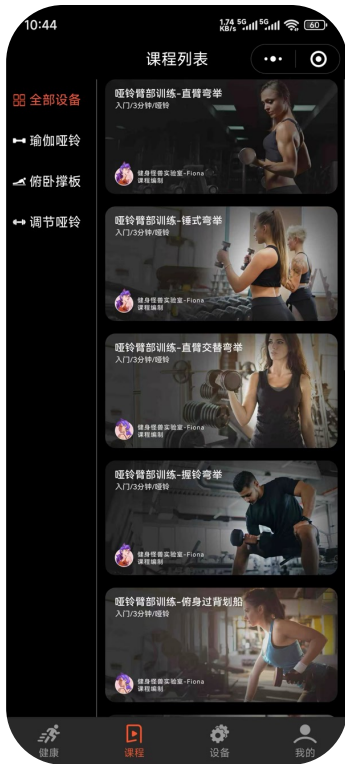 10:44
1.74 KB/s 5G 5G 60
课程列表
全部设备
瑜伽哑铃
俯卧撑板
调节哑铃
哑铃臂部训练-直臂弯举
入门/3分钟/哑铃
健身怪兽实验室-Fiona
课程编制
哑铃臂部训练-锤式弯举
入门/3分钟/哑铃
健身怪兽实验室-Fiona
课程编制
哑铃臂部训练-直臂交替弯举
入门/3分钟/哑铃
健身怪兽实验室-Fiona
课程编制
哑铃臂部训练-握铃弯举
入门/3分钟/哑铃
健身怪兽实验室-Fiona
课程编制
哑铃臂部训练-俯身过背划船
入门/3分钟/哑铃
健身怪兽实验室-Fiona
课程编制
健康
课程
设备
我的